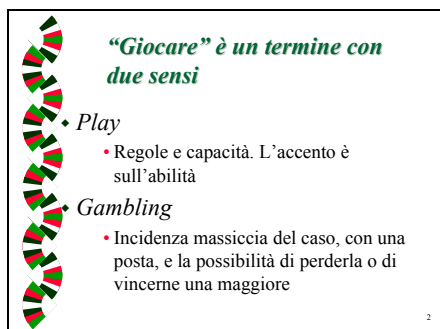 “Giocare” è un termine con
due sensi
Play
• Regole e capacità. L’accento è
sull’abilità
Gambling
• Incidenza massiccia del caso, con una
posta, e la possibilità di perderla o di
vincerne una maggiore
2